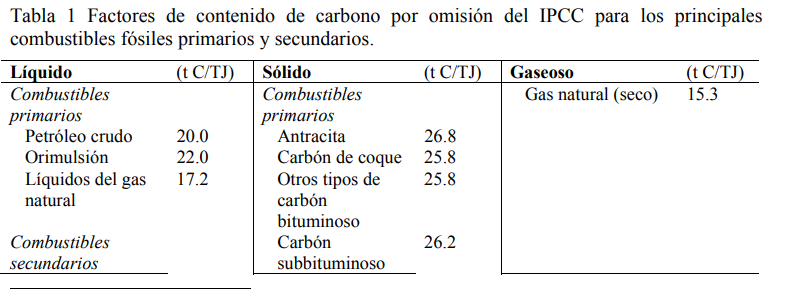 Tabla 1 Factores de contenido de carbono por omisión del IPCC para los principales
combustibles fósiles primarios y secundarios.
Líquido (t C/TJ) Sólido (t C/TJ) Gaseoso (t C/TJ)
Combustibles Combustibles Gas natural (seco) 15.3
primarios primarios
Petróleo crudo 20.0 Antracita 26.8
Orimulsión 22.0 Carbón de coque 25.8
Líquidos del gas 17.2 Otros tipos de 25.8
natural carbón
bituminoso
Combustibles Carbón 26.2
secundarios subbituminoso